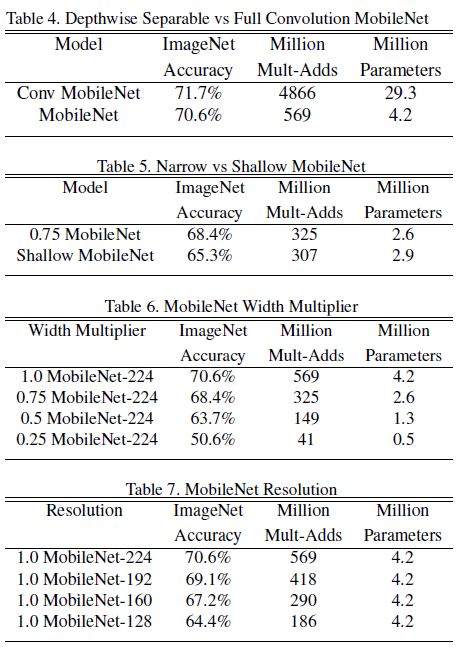 Table 4. Depthwise Separable vs Full Convolution MobileNet
Model ImageNet Million Million
Accuracy Mult-Adds Parameters
Conv MobileNet 71.7% 4866 29.3
MobileNet 70.6% 569 4.2
Table 5. Narrow vs Shallow MobileNet
Model ImageNet Million Million
Accuracy Mult-Adds Parameters
0.75 MobileNet 68.4% 325 2.6
Shallow MobileNet 65.3% 307 2.9
Table 6. MobileNet Width Multiplier
Width Multiplier ImageNet Million Million
Accuracy Mult-Adds Parameters
1.0 MobileNet-224 70.6% 569 4.2
0.75 MobileNet-224 68.4% 325 2.6
0.5 MobileNet-224 63.7% 149 1.3
0.25 MobileNet-224 50.6% 41 0.5
Table 7. MobileNet Resolution
Resolution ImageNet Million Million
Accuracy Mult-Adds Parameters
1.0 MobileNet-224 70.6% 569 4.2
1.0 MobileNet-192 69.1% 418 4.2
1.0 MobileNet-160 67.2% 290 4.2
1.0 MobileNet-128 64.4% 186 4.2